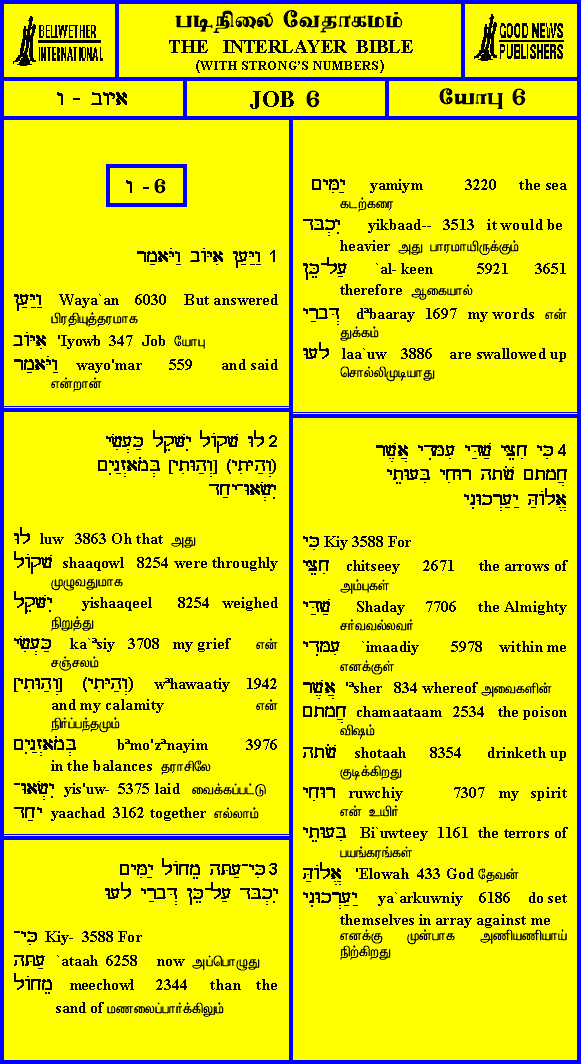 BELLWETHER
INTERNATIONAL
படிநிலை வேதாகமம்
THE INTERLAYER BIBLE
(WITH STRONG'S NUMBERS)
GOOD NEWS
PUBLISHERS
איוב - ו
JOB 6
யோபு 6
ו - 6
1 וַיַּעַן אִיּוֹב וַיֹּאמַר
וַיַּעַן Waya`an 6030 But answered
பிரதியுத்தரமாக
אִיּוֹב 'Iyowb 347 Job யோபு
וַיֹּאמַר wayo'mar 559 and said
என்றான்
2 לוּ שָׁקוֹל יִשָּׁקֵל כַּעְשִׂי
(וְהַיָּתִי) [וְהַוּוֹתִי] בְּמֹאזְנַיִם
יִשְׂאוּ־יָחַד
לוּ luw 3863 Oh that அது
שָׁקוֹל shaaqowl 8254 were throughly
முழுவதுமாக
יִשָּׁקֵל yishaaqeel 8254 weighed
நிறுத்து
כַּעְשִׂי ka`ªsiy 3708 my grief என்
சஞ்சலம்
[וְהַוּוֹתִי] (וְהַיָּתִי) wªhawaatiy 1942
and my calamity என்
நிர்ப்பந்தமும்
בְּמֹאזְנַיִם bªmo'zªnayim 3976
in the balances தராசிலே
יִשְׂאוּ־ yis'uw- 5375 laid வைக்கப்பட்டு
יָחַד yaachad 3162 together எல்லாம்
3 כִּי־עַתָּה מֵחוֹל יַמִּים
יִכְבָּד עַל־כֵּן דְּבָרַי לָעוּ
כִּי־ Kiy- 3588 For
עַתָּה `ataah 6258 now அப்பொழுது
מֵחוֹל meechowl 2344 than the
sand of மணலைப்பார்க்கிலும்
יַמִּים yamiym 3220 the sea
கடற்கரை
יִכְבָּד yikbaad-- 3513 it would be
heavier அது பாரமாயிருக்கும்
עַל־כֵּן `al- keen 5921 3651
therefore ஆகையால்
דְּבָרַי dªbaaray 1697 my words என்
துக்கம்
לָעוּ laa`uw 3886 are swallowed up
சொல்லிமுடியாது
4 כִּי חִצֵּי שַׁדַּי עִמָּדִי אֲשֶׁר
חֲמָתָם שֹׁתָה רוּחִי בִּעוּתֵי
אֱלוֹהַּ יַעַרְכוּנִי
כִּי Kiy 3588 For
חִצֵּי chitseey 2671 the arrows of
அம்புகள்
שַׁדַּי Shaday 7706 the Almighty
சர்வவல்லவர்
עִמָּדִי `imaadiy 5978 within me
எனக்குள்
אֲשֶׁר 'ªsher 834 whereof அவைகளின்
חֲמָתָם chamaataam 2534 the poison
விஷம்
שֹׁתָה shotaah 8354 drinketh up
குடிக்கிறது
רוּחִי ruwchiy 7307 my spirit
என் உயிர்
בִּעוּתֵי Bi`uwteey 1161 the terrors of
பயங்கரங்கள்
אֱלוֹהַּ 'Elowah 433 God தேவன்
יַעַרְכוּנִי ya`arkuwniy 6186 do set
themselves in array against me
எனக்கு முன்பாக அணியணியாய்
நிற்கிறது